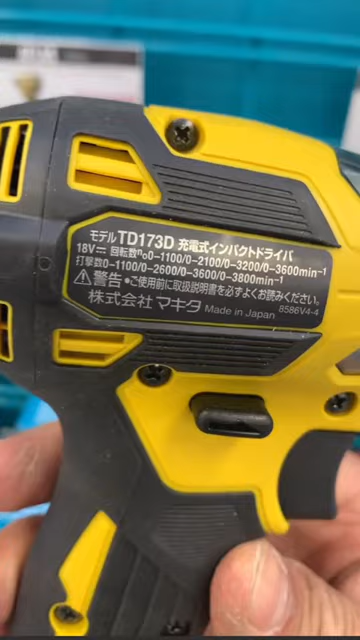 モデル TD173D 充電式インパクトドライバ
18V⎓ 回転数n₀0-1100/0-2100/0-3200/0-3600min⁻¹
打撃数0-1100/0-2600/0-3600/0-3800min⁻¹
⚠警告 •ご使用前に取扱説明書を必ずよくお読みください。
株式会社 マキタ Made in Japan 8586V4-4